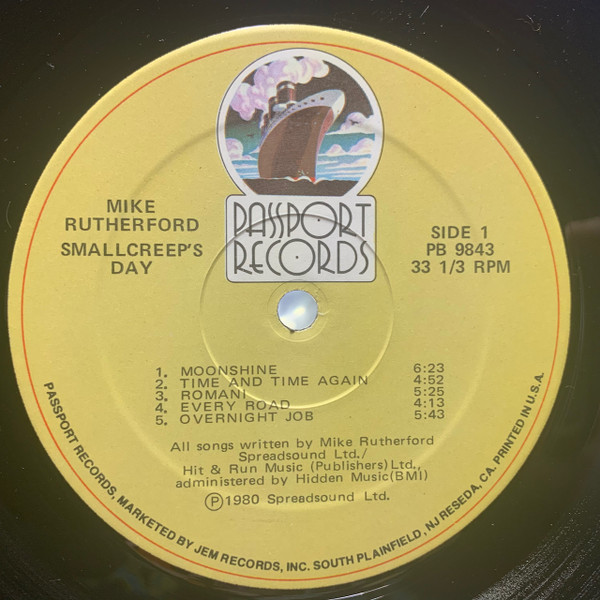 PASSPORT
RECORDS
MIKE
RUTHERFORD
SMALLCREEP'S
DAY
SIDE 1
PB 9843
33 1/3 RPM
1. MOONSHINE 6:23
2. TIME AND TIME AGAIN 4:52
3. ROMANI 5:25
4. EVERY ROAD 4:13
5. OVERNIGHT JOB 5:43
All songs written by Mike Rutherford
Spreadsound Ltd./
Hit & Run Music (Publishers) Ltd.,
administered by Hidden Music(BMI)
Ⓟ1980 Spreadsound Ltd.
PASSPORT RECORDS, MARKETED BY JEM RECORDS, INC. SOUTH PLAINFIELD, NJ RESEDA, CA. PRINTED IN U.S.A.